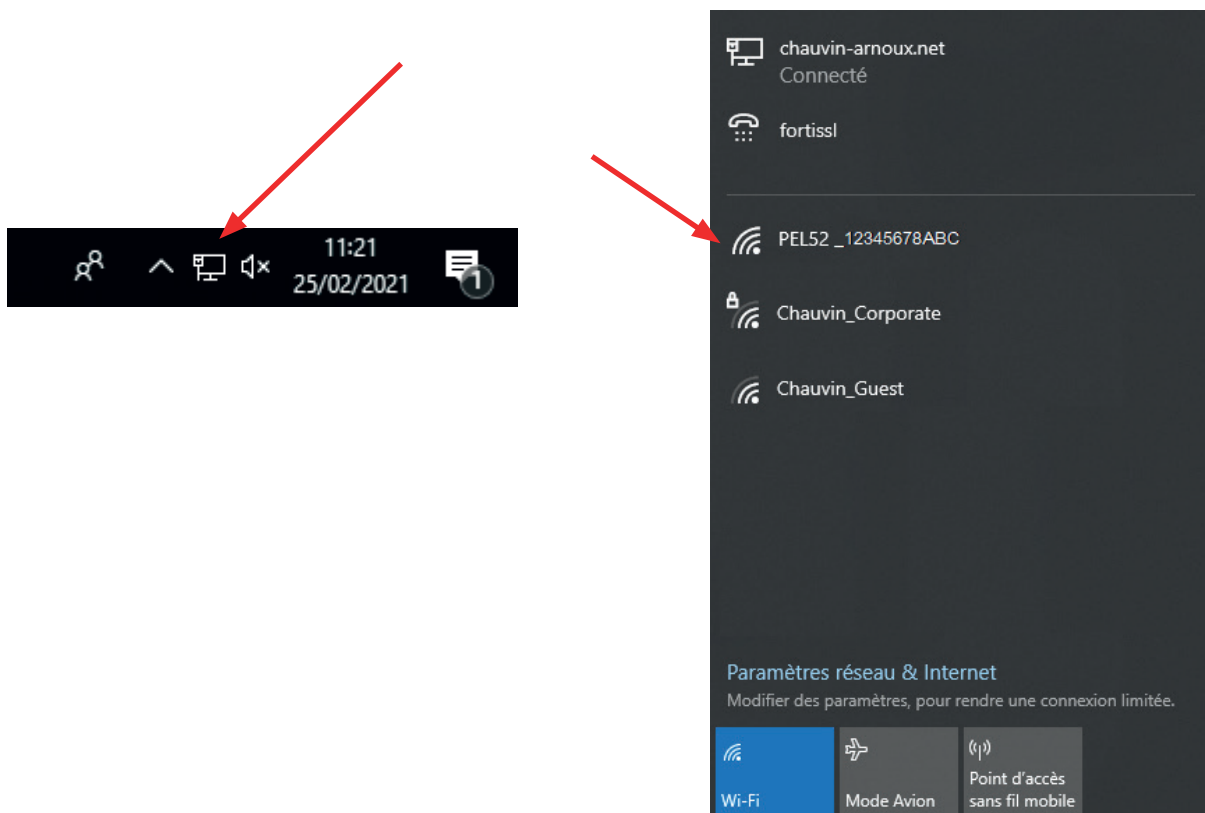 11:21
25/02/2021
1
chauvin-arnoux.net
Connecté
fortissl
PEL52 _12345678ABC
Chauvin_Corporate
Chauvin_Guest
Paramètres réseau & Internet
Modifier des paramètres, pour rendre une connexion limitée.
Wi-Fi
Mode Avion
Point d'accès
sans fil mobile